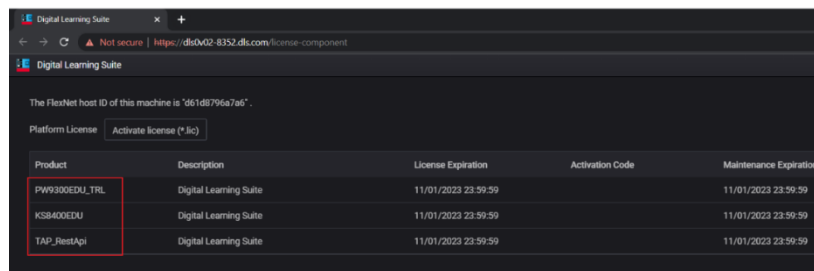 Digital Learning Suite
Not secure | https://dls0v02-8352.dls.com/license-component
Digital Learning Suite
The FlexNet host ID of this machine is "d61d8796a7a6" .
Platform License Activate license (*.lic)
Product Description License Expiration Activation Code Maintenance Expiration
PW9300EDU_TRL Digital Learning Suite 11/01/2023 23:59:59 11/01/2023 23:59:59
KS8400EDU Digital Learning Suite 11/01/2023 23:59:59 11/01/2023 23:59:59
TAP_RestApi Digital Learning Suite 11/01/2023 23:59:59 11/01/2023 23:59:59